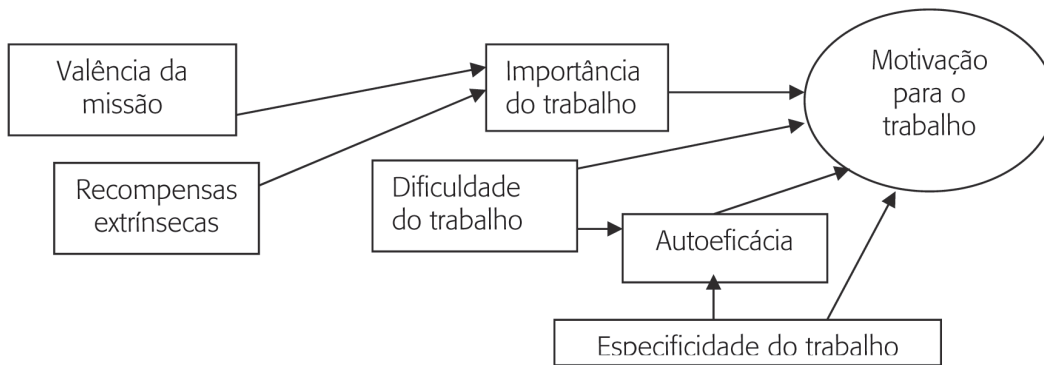 Valência da
missão
Recompensas
extrínsecas
Importância
do trabalho
Dificuldade
do trabalho
Autoeficácia
Especificidade do trabalho
Motivação
para o
trabalho